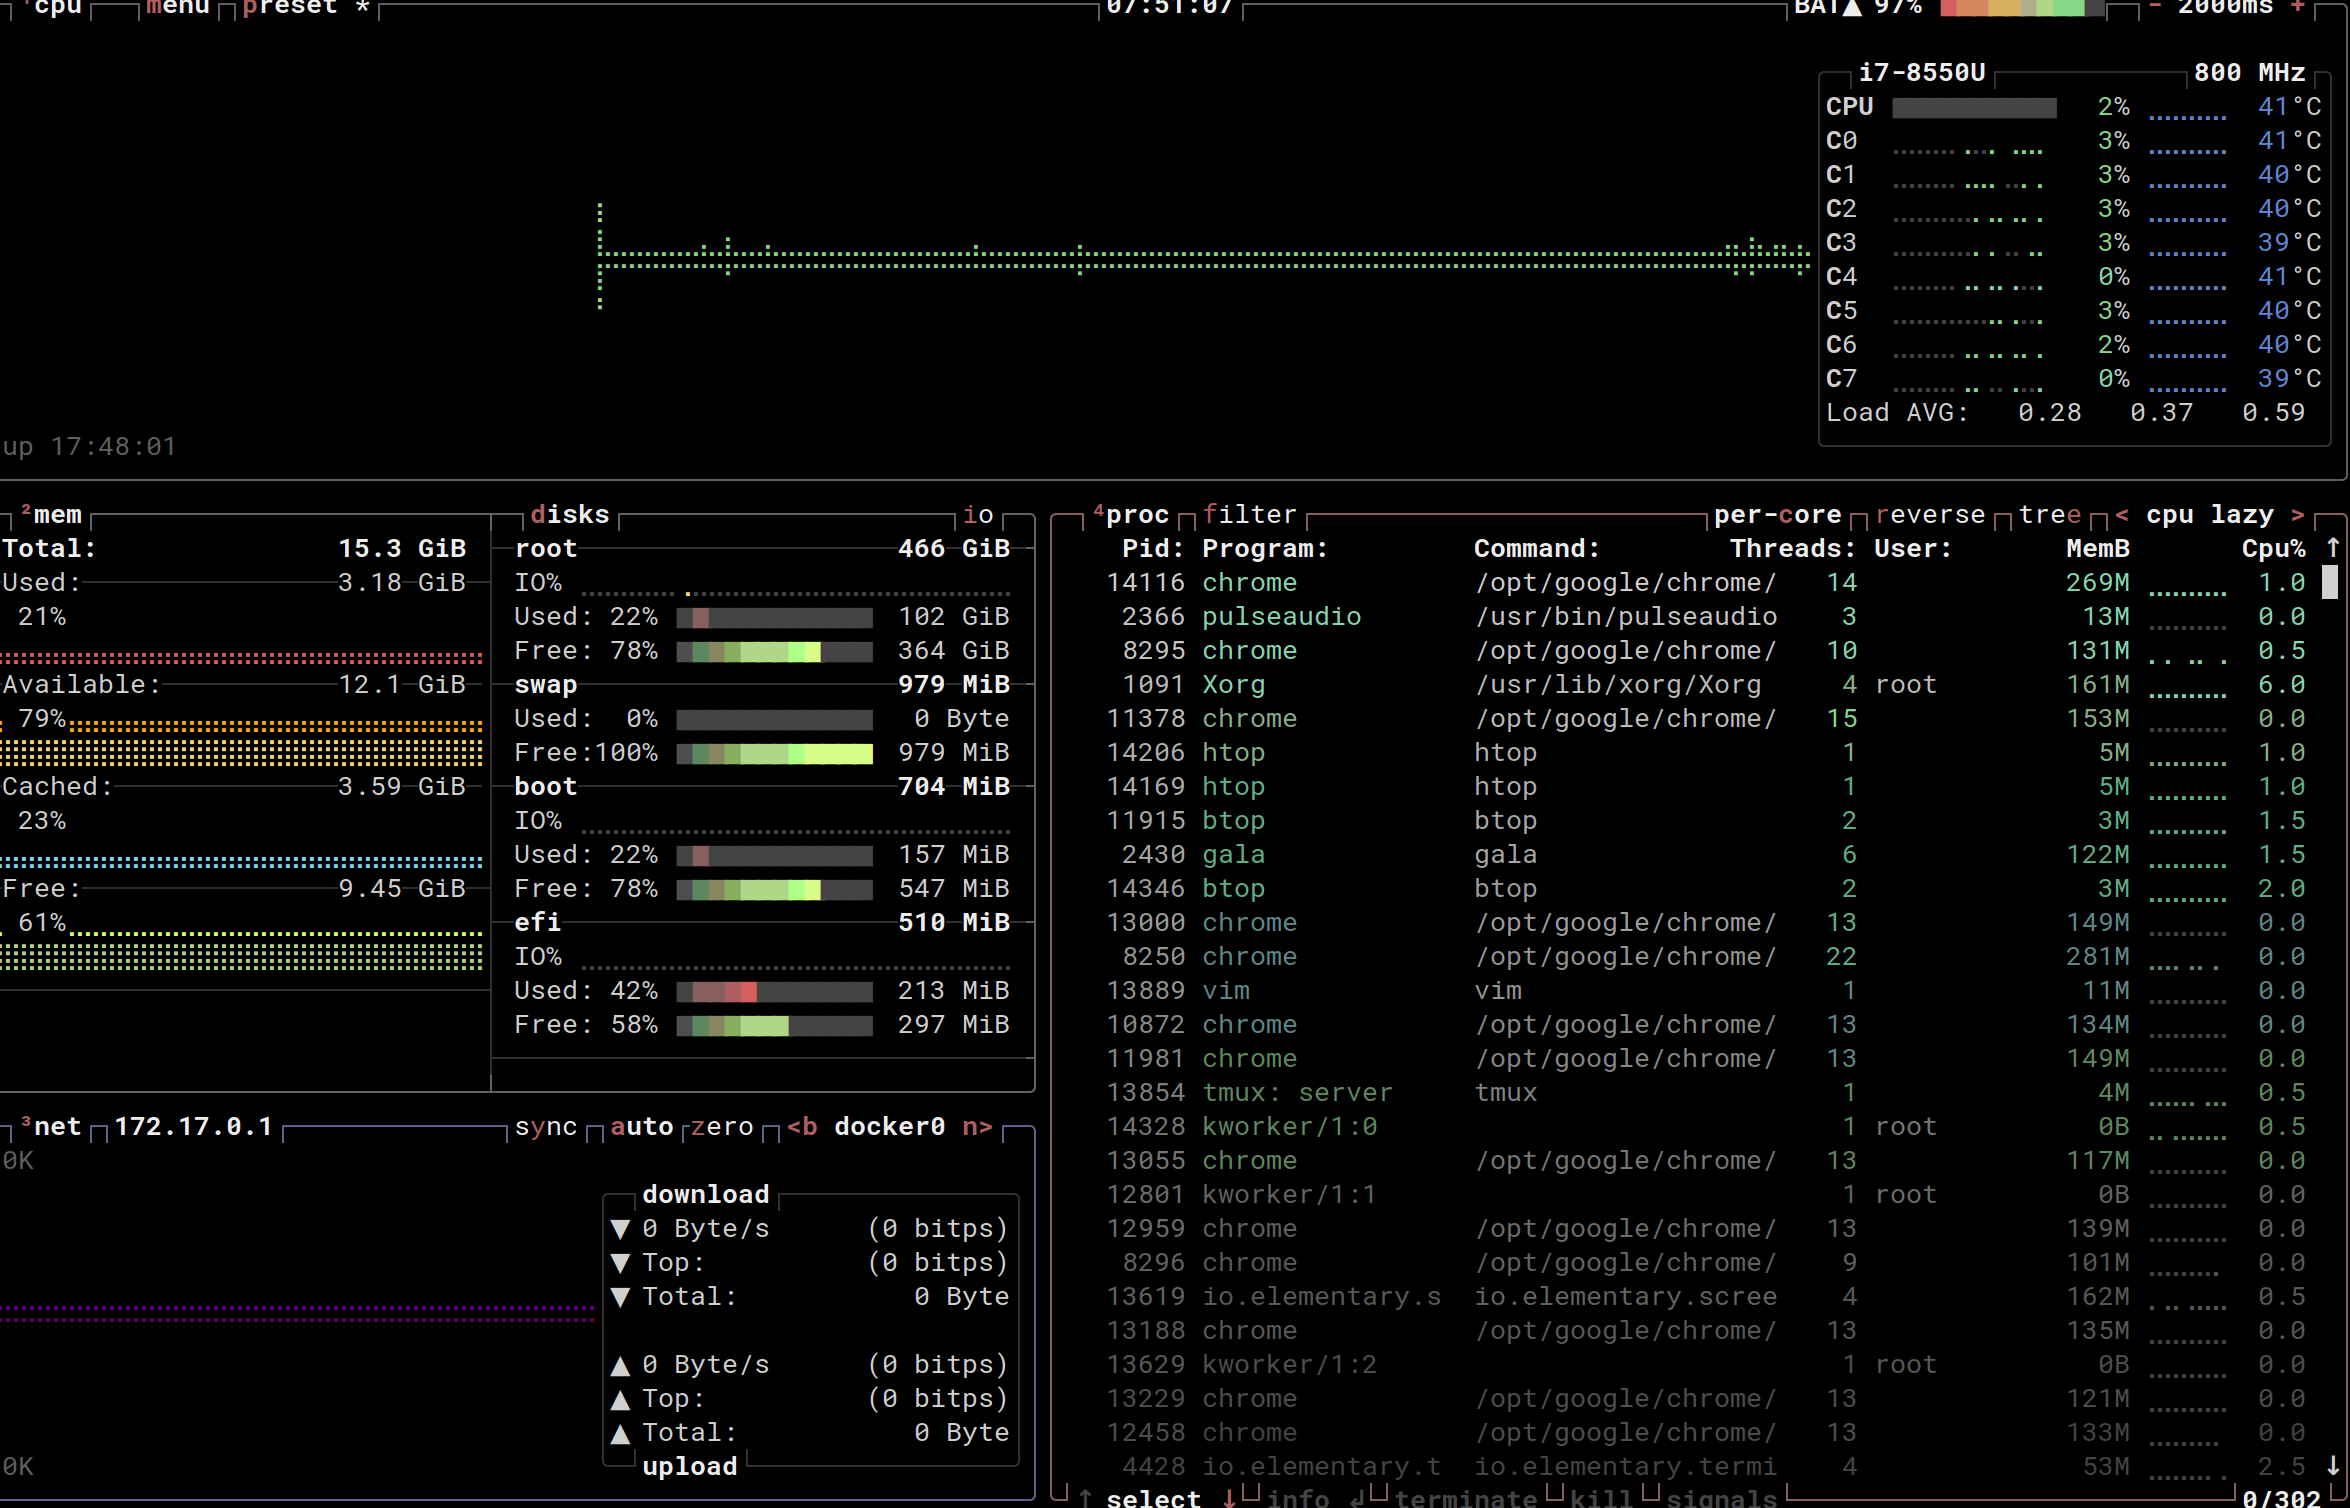 ¹cpu menu preset * 07:51:07 BAT▲ 97% - 2000ms +
i7-8550U 800 MHz
CPU 2% 41°C
C0 3% 41°C
C1 3% 40°C
C2 3% 40°C
C3 3% 39°C
C4 0% 41°C
C5 3% 40°C
C6 2% 40°C
C7 0% 39°C
Load AVG: 0.28 0.37 0.59
up 17:48:01
²mem
Total: 15.3 GiB
Used: 3.18 GiB
21%
Available: 12.1 GiB
79%
Cached: 3.59 GiB
23%
Free: 9.45 GiB
61%
disks io
root 466 GiB
IO%
Used: 22% 102 GiB
Free: 78% 364 GiB
swap 979 MiB
Used: 0% 0 Byte
Free:100% 979 MiB
boot 704 MiB
IO%
Used: 22% 157 MiB
Free: 78% 547 MiB
efi 510 MiB
IO%
Used: 42% 213 MiB
Free: 58% 297 MiB
³net 172.17.0.1 sync auto zero <b docker0 n>
0K
download
▼ 0 Byte/s (0 bitps)
▼ Top: (0 bitps)
▼ Total: 0 Byte
▲ 0 Byte/s (0 bitps)
▲ Top: (0 bitps)
▲ Total: 0 Byte
upload
0K
⁴proc filter per-core reverse tree < cpu lazy >
Pid: Program: Command: Threads: User: MemB Cpu% ↑
14116 chrome /opt/google/chrome/ 14 269M 1.0
2366 pulseaudio /usr/bin/pulseaudio 3 13M 0.0
8295 chrome /opt/google/chrome/ 10 131M 0.5
1091 Xorg /usr/lib/xorg/Xorg 4 root 161M 6.0
11378 chrome /opt/google/chrome/ 15 153M 0.0
14206 htop htop 1 5M 1.0
14169 htop htop 1 5M 1.0
11915 btop btop 2 3M 1.5
2430 gala gala 6 122M 1.5
14346 btop btop 2 3M 2.0
13000 chrome /opt/google/chrome/ 13 149M 0.0
8250 chrome /opt/google/chrome/ 22 281M 0.0
13889 vim vim 1 11M 0.0
10872 chrome /opt/google/chrome/ 13 134M 0.0
11981 chrome /opt/google/chrome/ 13 149M 0.0
13854 tmux: server tmux 1 4M 0.5
14328 kworker/1:0 1 root 0B 0.5
13055 chrome /opt/google/chrome/ 13 117M 0.0
12801 kworker/1:1 1 root 0B 0.0
12959 chrome /opt/google/chrome/ 13 139M 0.0
8296 chrome /opt/google/chrome/ 9 101M 0.0
13619 io.elementary.s io.elementary.scree 4 162M 0.5
13188 chrome /opt/google/chrome/ 13 135M 0.0
13629 kworker/1:2 1 root 0B 0.0
13229 chrome /opt/google/chrome/ 13 121M 0.0
12458 chrome /opt/google/chrome/ 13 133M 0.0
4428 io.elementary.t io.elementary.termi 4 53M 2.5 ↓
↑ select ↓ info ↲ terminate kill signals 0/302